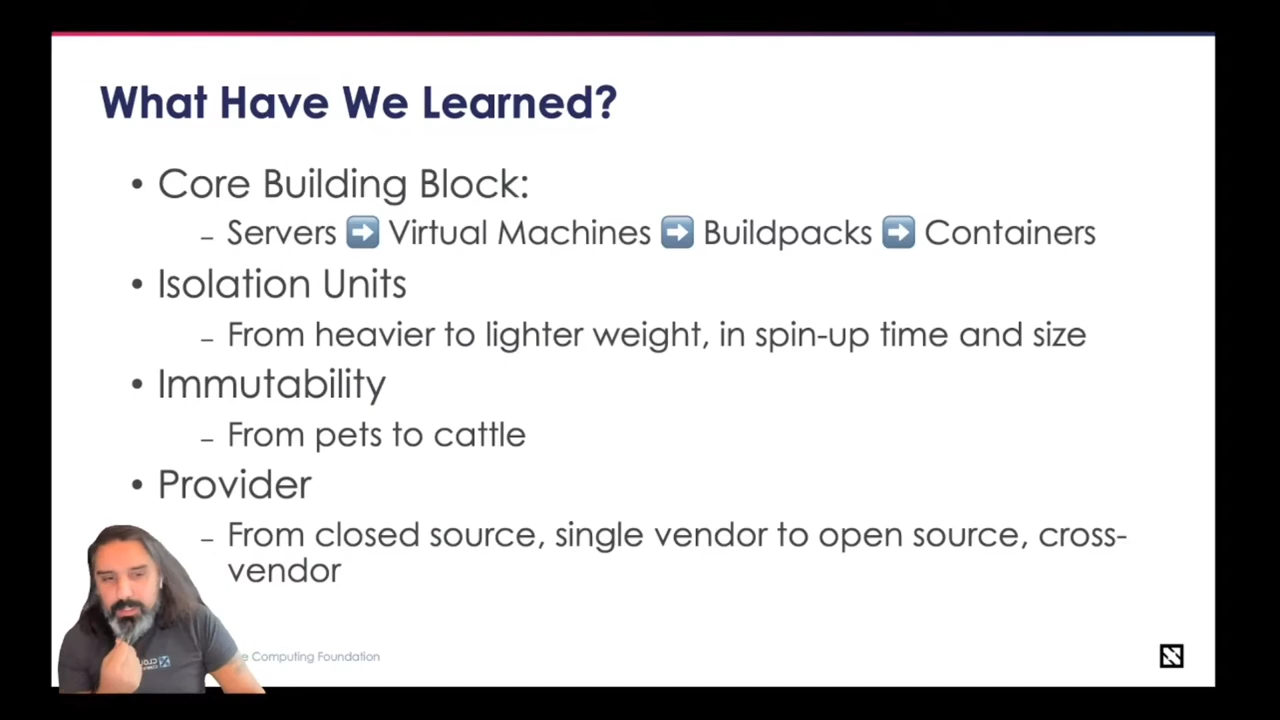 What Have We Learned?
• Core Building Block:
– Servers ➡️ Virtual Machines ➡️ Buildpacks ➡️ Containers
• Isolation Units
– From heavier to lighter weight, in spin-up time and size
• Immutability
– From pets to cattle
• Provider
– From closed source, single vendor to open source, cross-
vendor
Computing Foundation